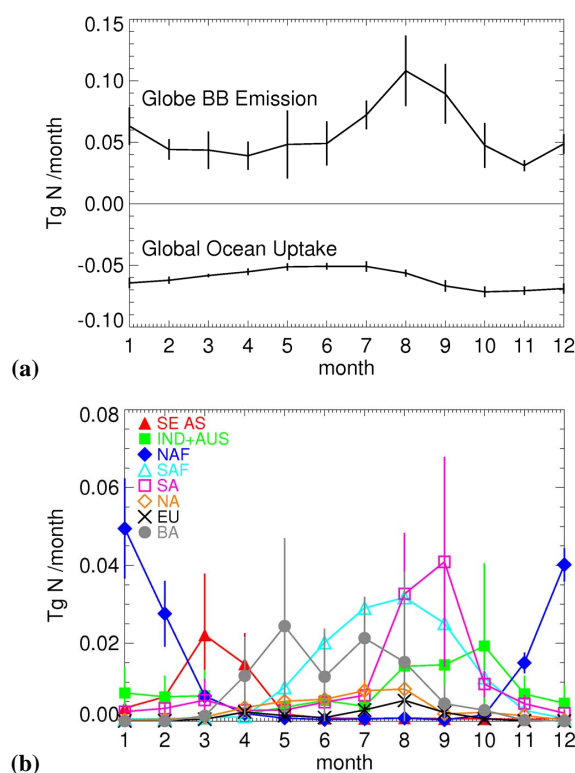 0.15
0.10
Globe BB Emission
0.05
Tg N /month
0.00
Global Ocean Uptake
-0.05
-0.10
1 2 3 4 5 6 7 8 9 10 11 12
month
(a)
0.08
SE AS
IND+AUS
NAF
SAF
SA
NA
EU
BA
0.06
Tg N /month
0.04
0.02
0.00
1 2 3 4 5 6 7 8 9 10 11 12
month
(b)